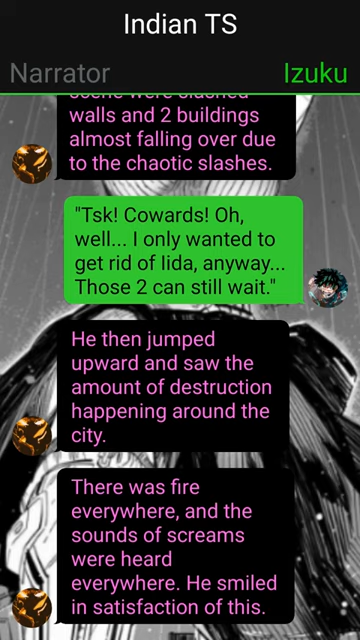 Indian TS
Narrator
Izuku
scene were slashed
walls and 2 buildings
almost falling over due
to the chaotic slashes.
"Tsk! Cowards! Oh,
well... I only wanted to
get rid of Iida, anyway...
Those 2 can still wait."
He then jumped
upward and saw the
amount of destruction
happening around the
city.
There was fire
everywhere, and the
sounds of screams
were heard
everywhere. He smiled
in satisfaction of this.